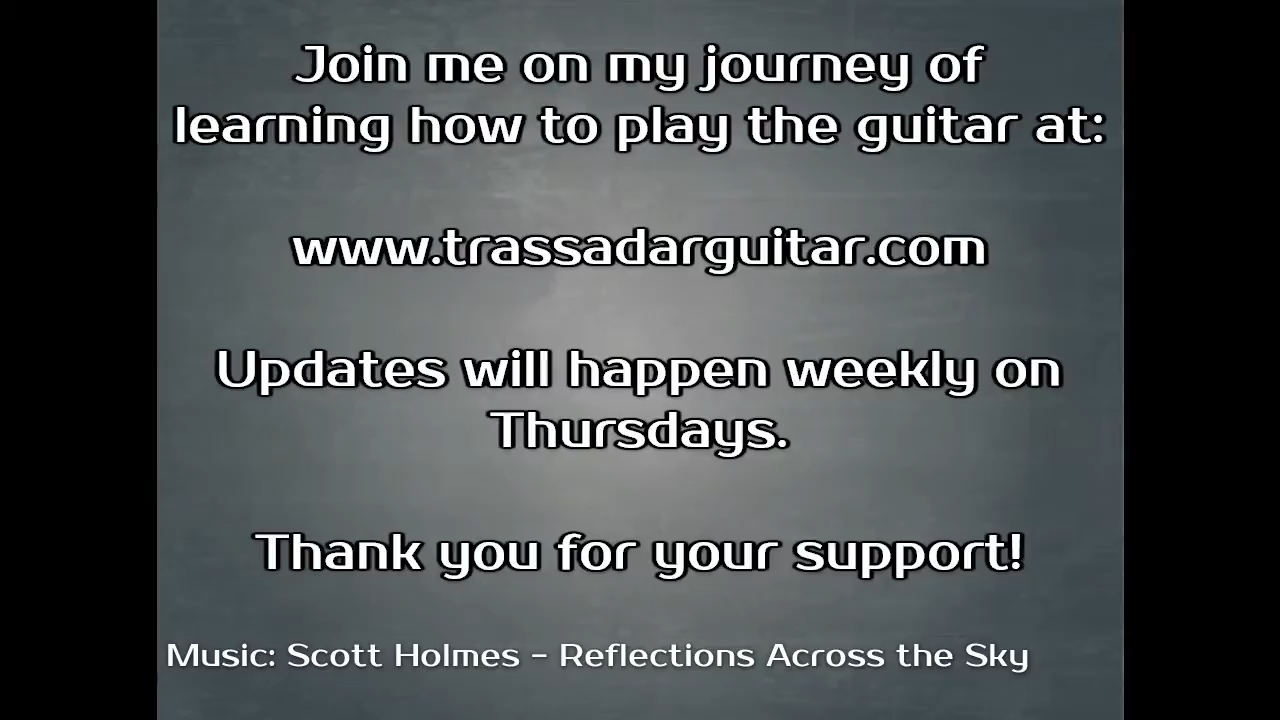 Join me on my journey of
learning how to play the guitar at:
www.trassadarguitar.com
Updates will happen weekly on
Thursdays.
Thank you for your support!
Music: Scott Holmes - Reflections Across the Sky